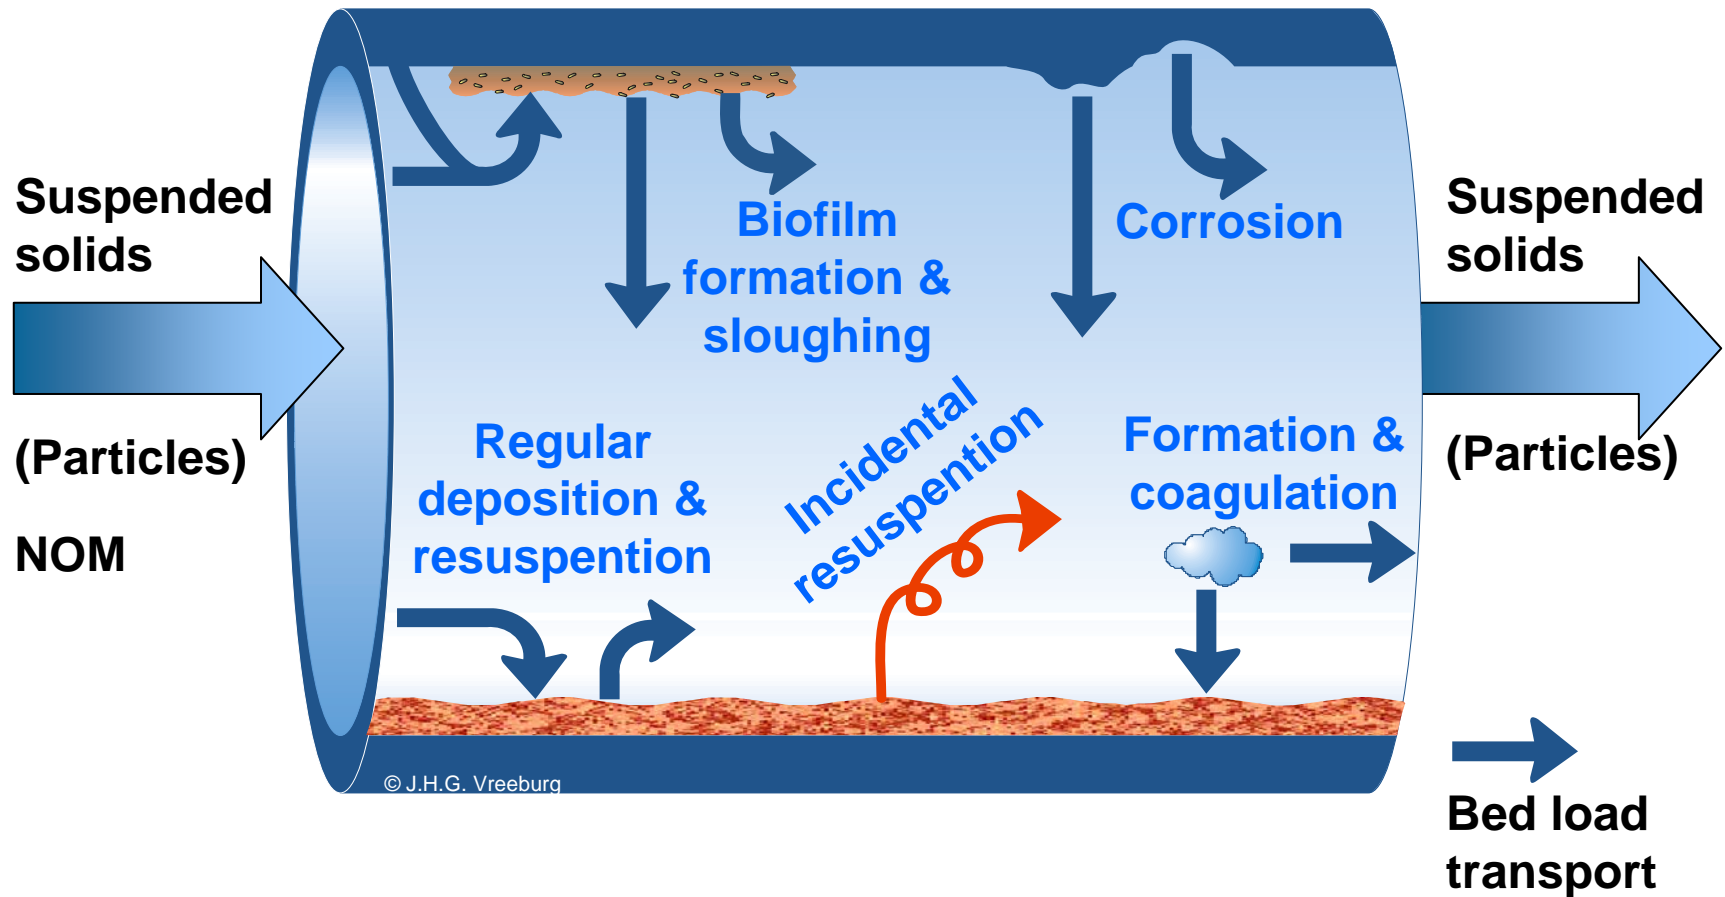 Suspended
solids
(Particles)
NOM
Biofilm
formation &
sloughing
Corrosion
Regular
deposition &
resuspention
Incidental
resuspention
Formation &
coagulation
© J.H.G. Vreeburg
Suspended
solids
(Particles)
Bed load
transport